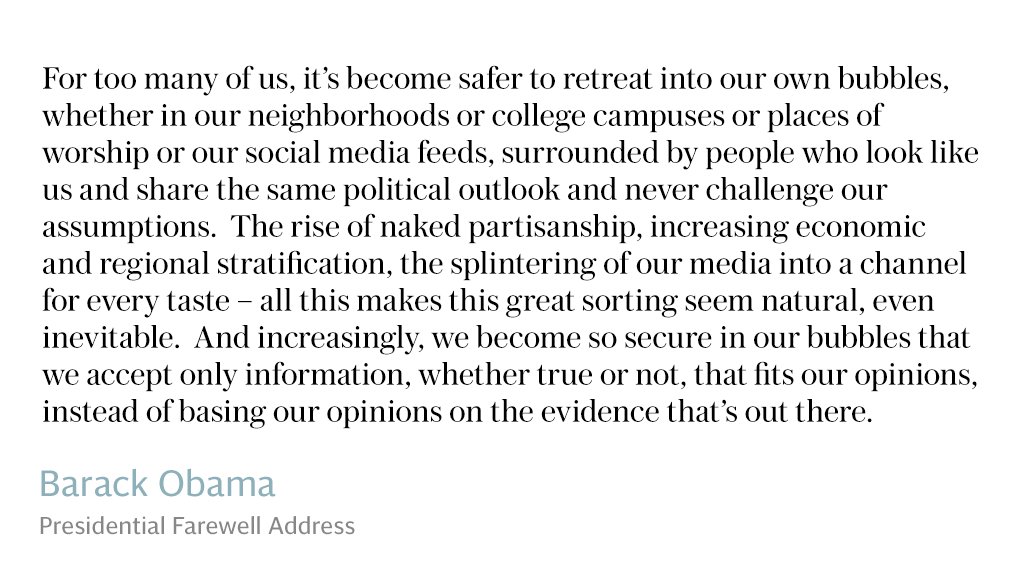 For too many of us, it’s become safer to retreat into our own bubbles,
whether in our neighborhoods or college campuses or places of
worship or our social media feeds, surrounded by people who look like
us and share the same political outlook and never challenge our
assumptions.  The rise of naked partisanship, increasing economic
and regional stratification, the splintering of our media into a channel
for every taste – all this makes this great sorting seem natural, even
inevitable.  And increasingly, we become so secure in our bubbles that
we accept only information, whether true or not, that fits our opinions,
instead of basing our opinions on the evidence that’s out there.
Barack Obama
Presidential Farewell Address